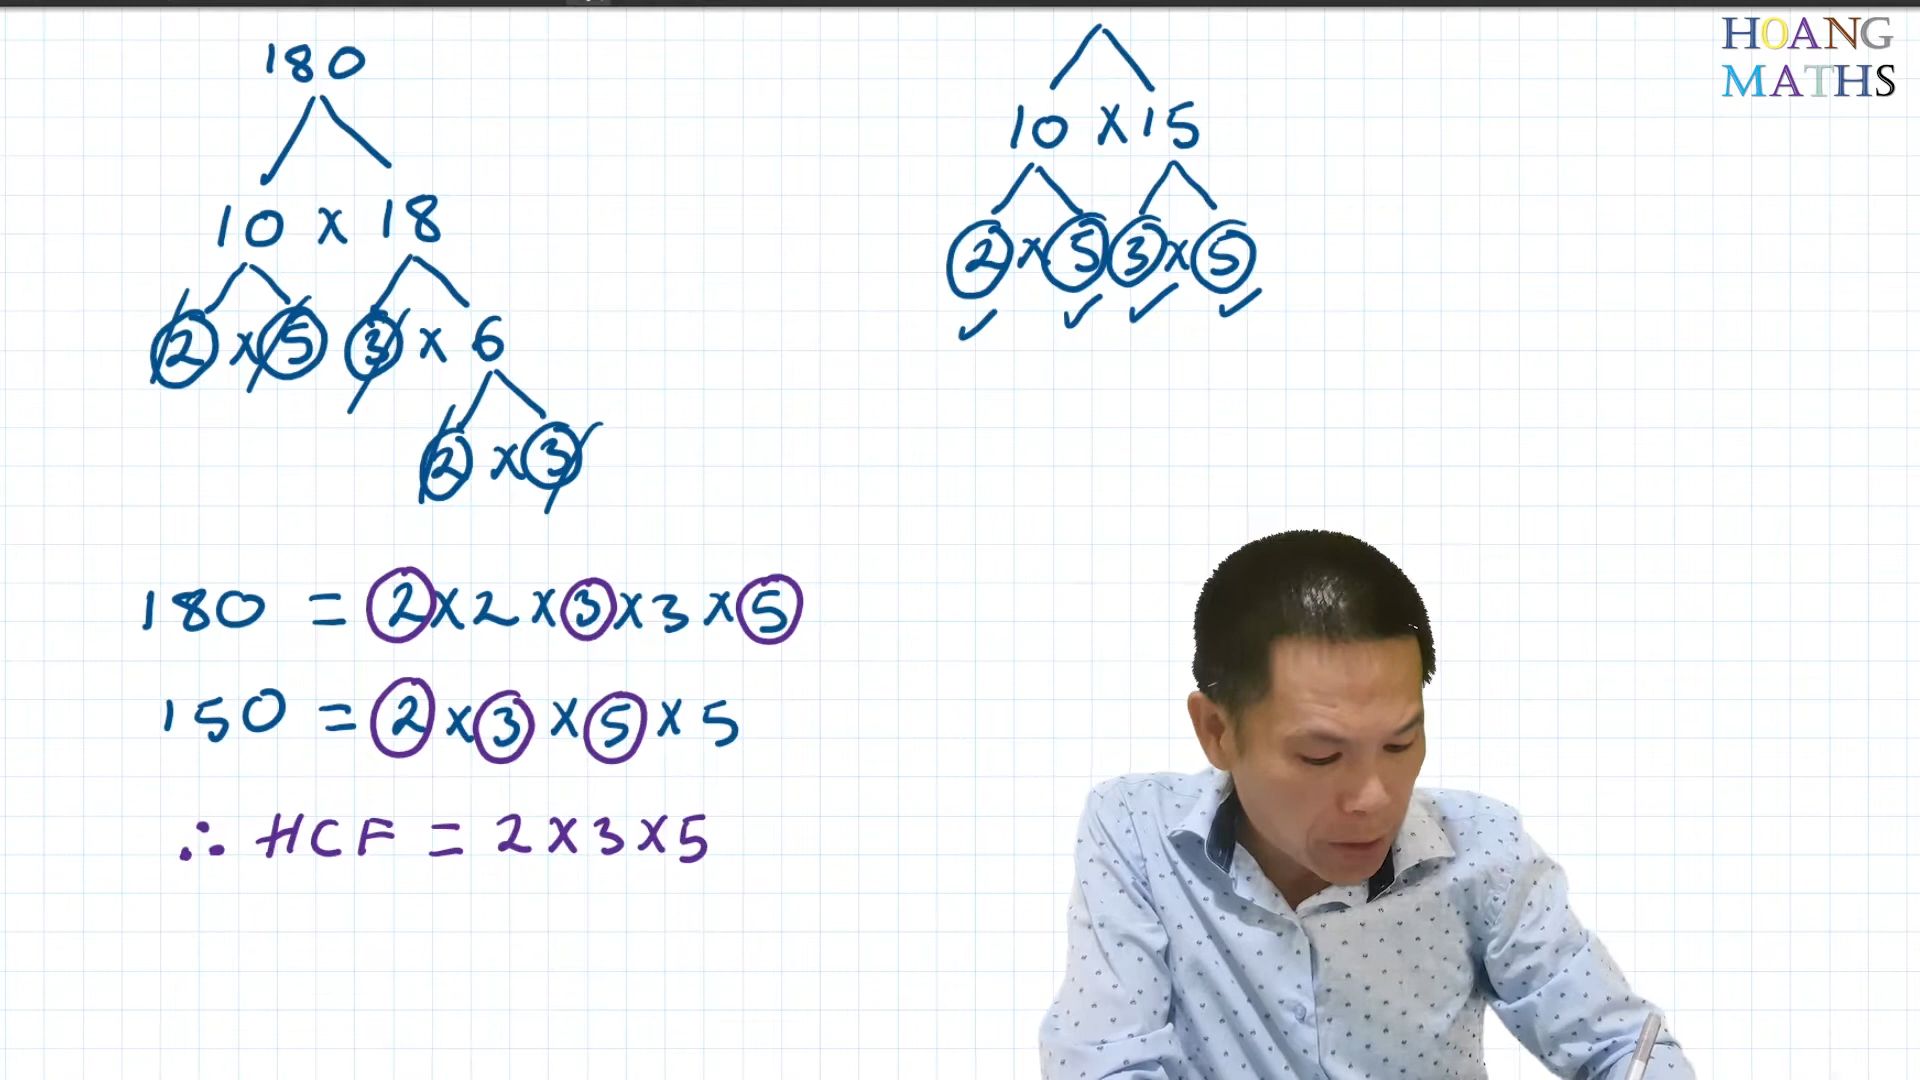 HOANG
MATHS
180
10 x 18
2 x 5 3 x 6
2 x 3
10 x 15
2 x 5 3 x 5
180 = 2 x 2 x 3 x 3 x 5
150 = 2 x 3 x 5 x 5
∴ HCF = 2 x 3 x 5